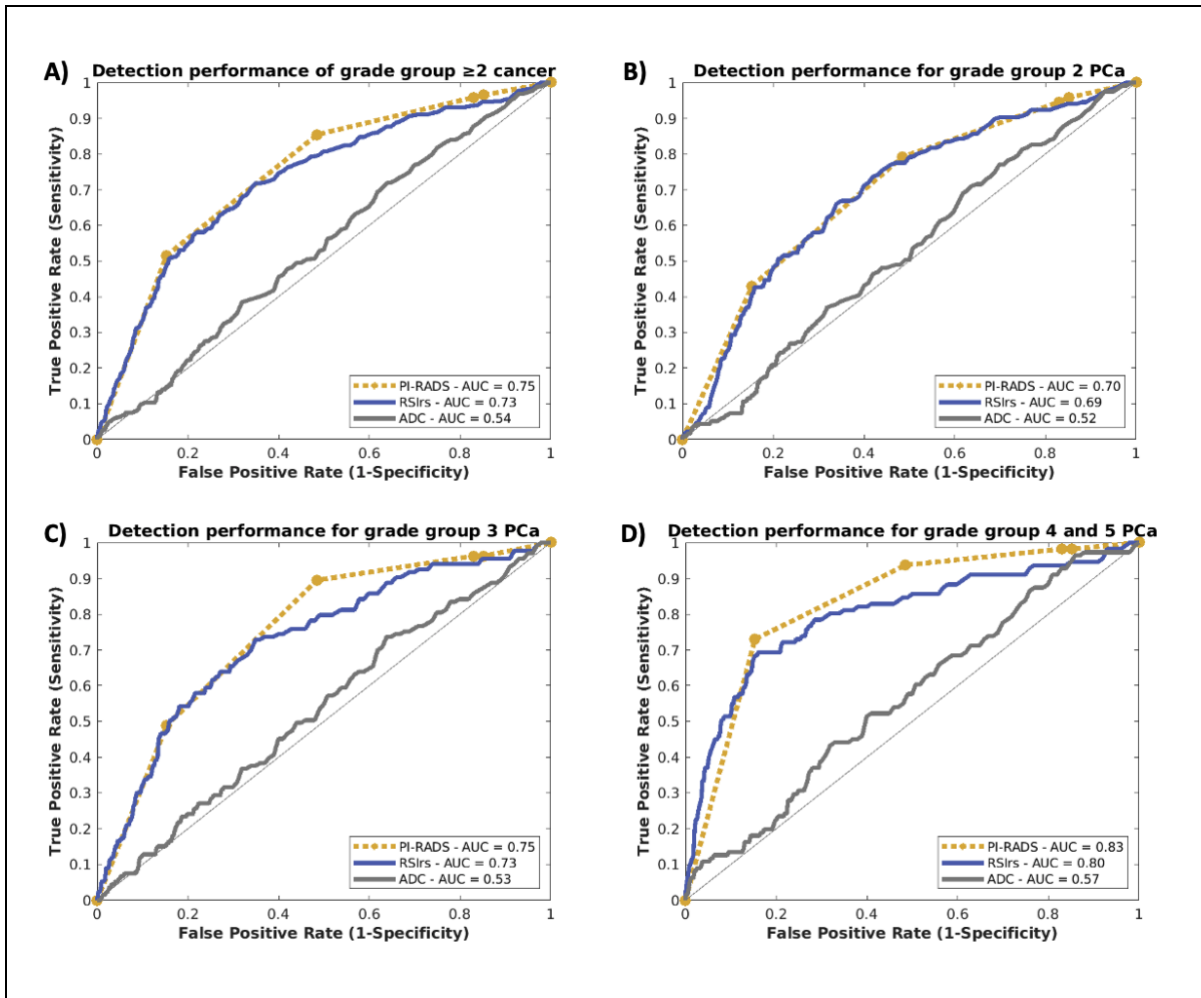 A) Detection performance of grade group ≥2 cancer
True Positive Rate (Sensitivity)
1
0.9
0.8
0.7
0.6
0.5
0.4
0.3
0.2
0.1
0
PI-RADS - AUC = 0.75
RSIrs - AUC = 0.73
ADC - AUC = 0.54
0 0.2 0.4 0.6 0.8 1
False Positive Rate (1-Specificity)
B) Detection performance for grade group 2 PCa
True Positive Rate (Sensitivity)
1
0.9
0.8
0.7
0.6
0.5
0.4
0.3
0.2
0.1
0
PI-RADS - AUC = 0.70
RSIrs - AUC = 0.69
ADC - AUC = 0.52
0 0.2 0.4 0.6 0.8 1
False Positive Rate (1-Specificity)
C) Detection performance for grade group 3 PCa
True Positive Rate (Sensitivity)
1
0.9
0.8
0.7
0.6
0.5
0.4
0.3
0.2
0.1
0
PI-RADS - AUC = 0.75
RSIrs - AUC = 0.73
ADC - AUC = 0.53
0 0.2 0.4 0.6 0.8 1
False Positive Rate (1-Specificity)
D) Detection performance for grade group 4 and 5 PCa
True Positive Rate (Sensitivity)
1
0.9
0.8
0.7
0.6
0.5
0.4
0.3
0.2
0.1
0
PI-RADS - AUC = 0.83
RSIrs - AUC = 0.80
ADC - AUC = 0.57
0 0.2 0.4 0.6 0.8 1
False Positive Rate (1-Specificity)